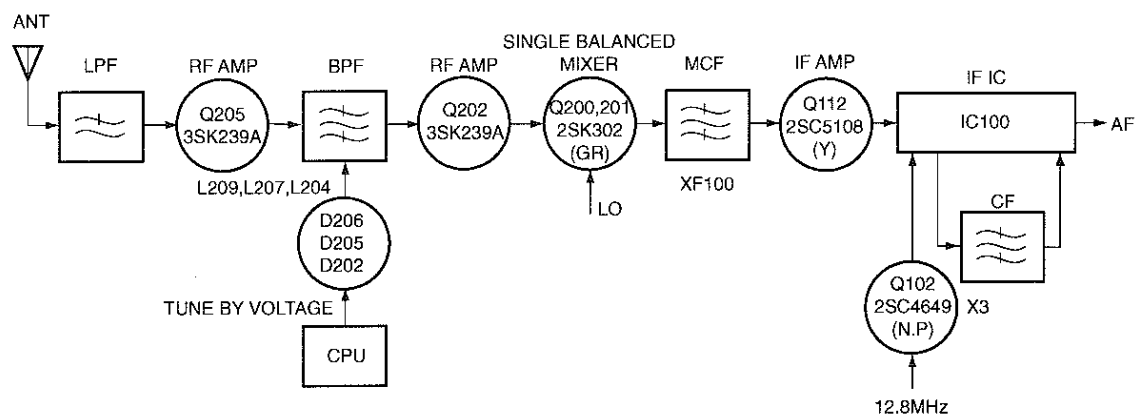 ANT
LPF
RF AMP
BPF
RF AMP
SINGLE BALANCED
MIXER
MCF
IF AMP
IF IC
Q205
3SK239A
Q202
3SK239A
Q200,201
2SK302
(GR)
Q112
2SC5108
(Y)
IC100
AF
L209,L207,L204
XF100
LO
CF
D206
D205
D202
Q102
2SC4649
(N.P)
X3
TUNE BY VOLTAGE
CPU
12.8MHz